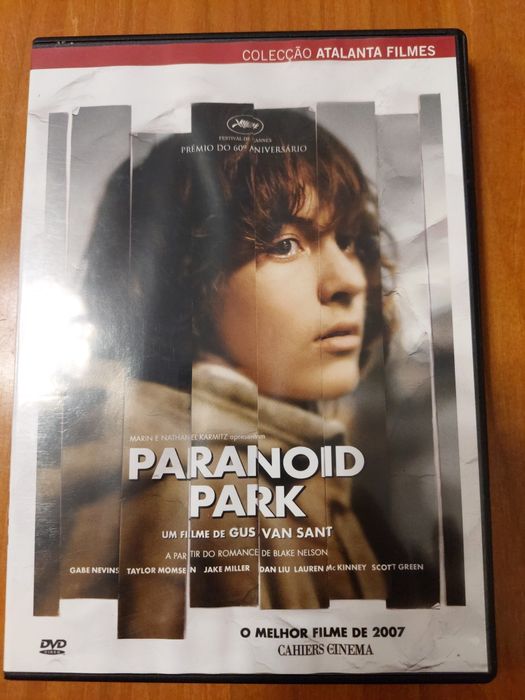 COLECÇÃO ATALANTA FILMES
FESTIVAL DE CANNES
PRÉMIO DO 60º ANIVERSÁRIO
MARIN E NATHANAËL KARMITZ apresentam
PARANOID
PARK
UM FILME DE GUS VAN SANT
A PARTIR DO ROMANCE DE BLAKE NELSON
GABE NEVINS TAYLOR MOMSEN JAKE MILLER DAN LIU LAUREN McKINNEY SCOTT GREEN
DVD
VIDEO
O MELHOR FILME DE 2007
CAHIERS CINEMA